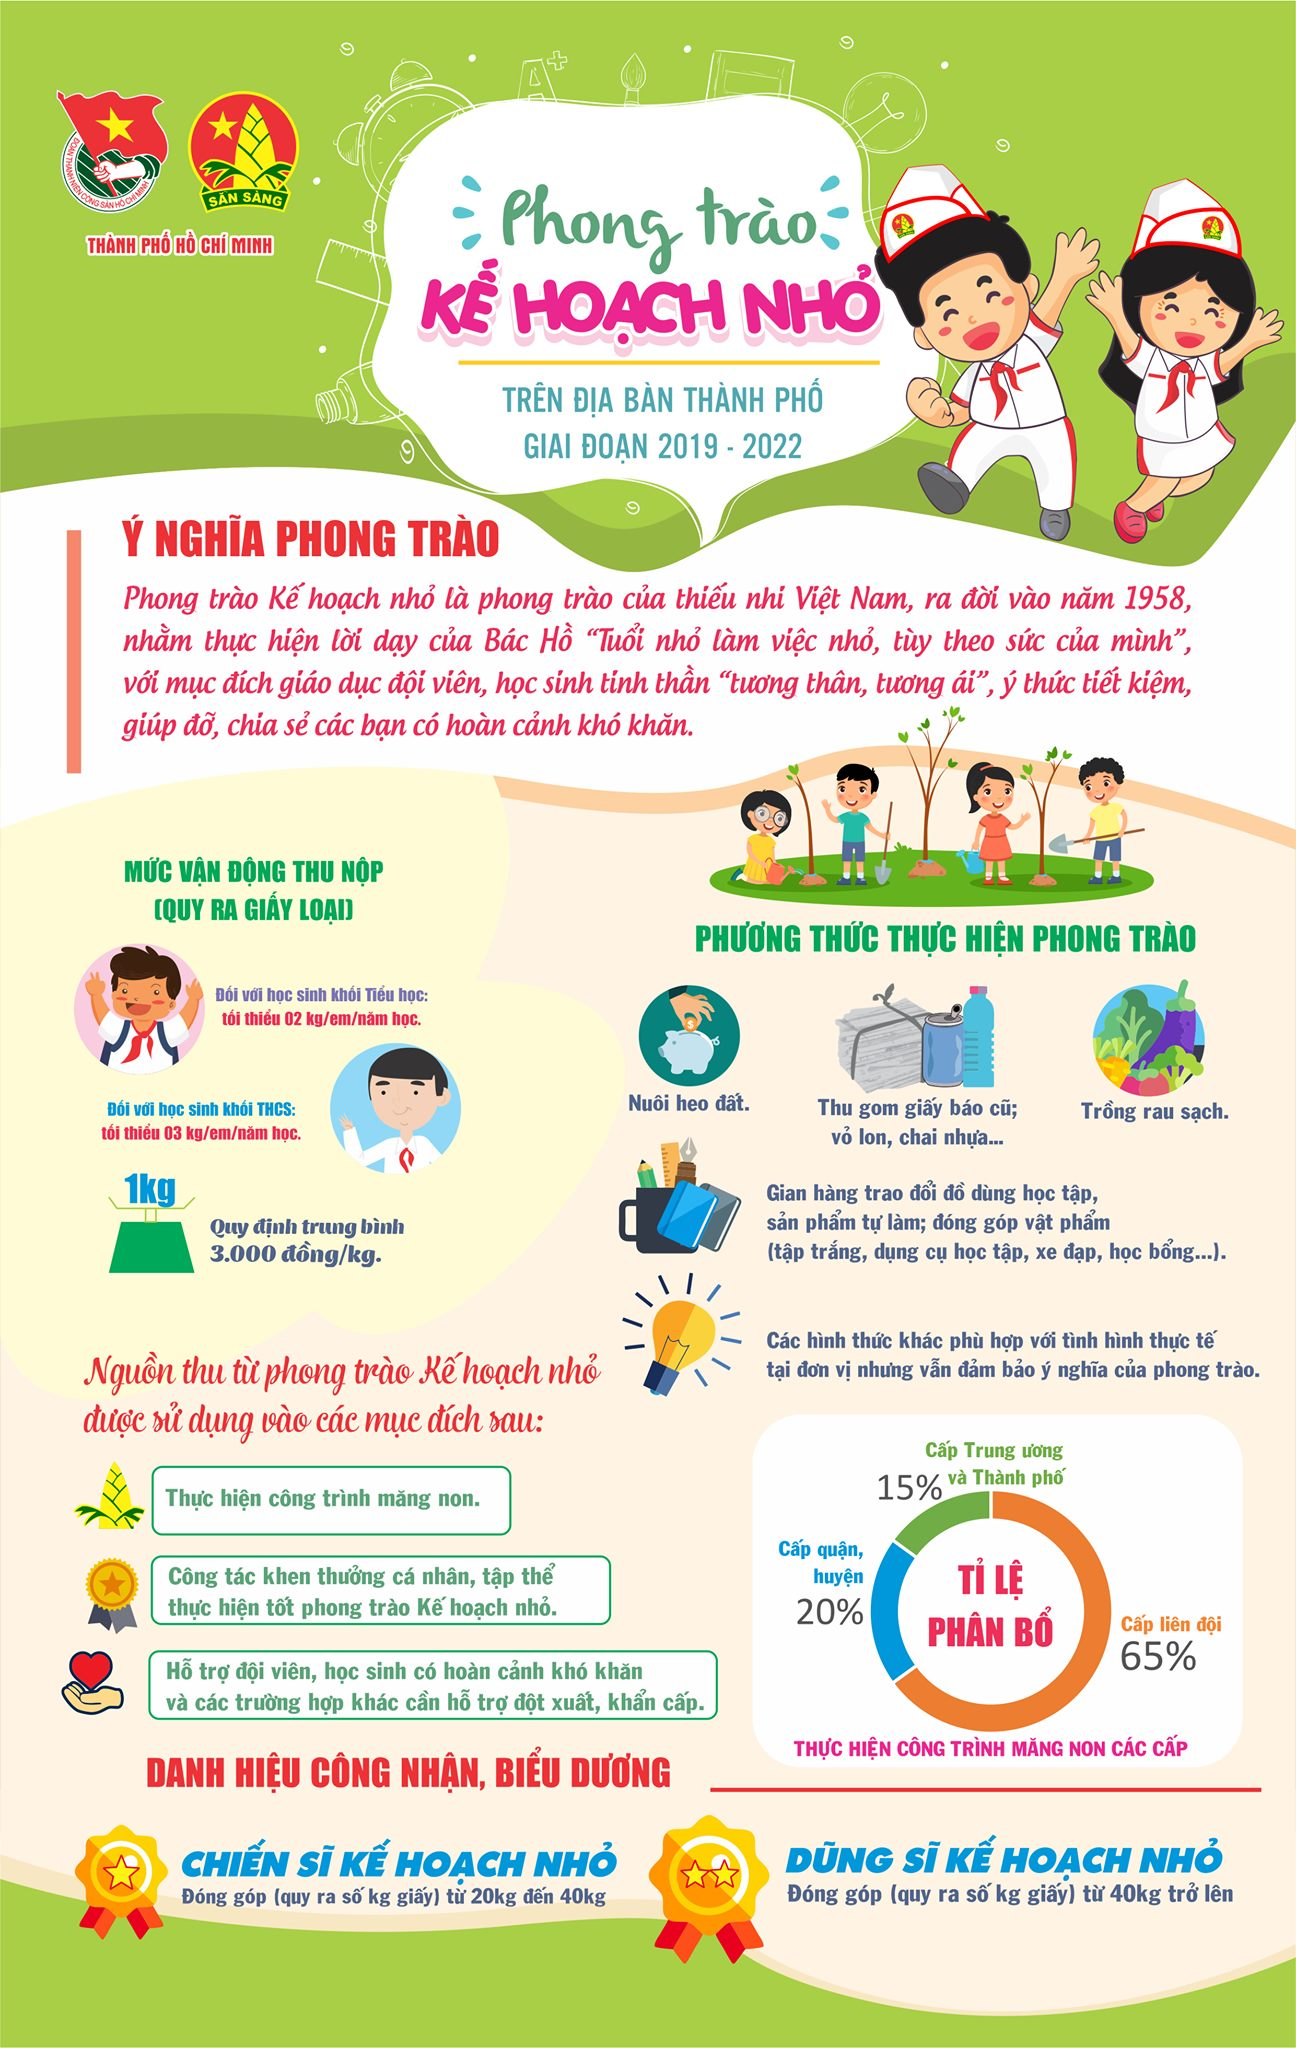 ĐOÀN THANH NIÊN CỘNG SẢN HỒ CHÍ MINH
SẴN SÀNG
THÀNH PHỐ HỒ CHÍ MINH
A+
Phong trào
KẾ HOẠCH NHỎ
TRÊN ĐỊA BÀN THÀNH PHỐ
GIAI ĐOẠN 2019 - 2022
Ý NGHĨA PHONG TRÀO
Phong trào Kế hoạch nhỏ là phong trào của thiếu nhi Việt Nam, ra đời vào năm 1958,
nhằm thực hiện lời dạy của Bác Hồ “Tuổi nhỏ làm việc nhỏ, tùy theo sức của mình”,
với mục đích giáo dục đội viên, học sinh tinh thần “tương thân, tương ái”, ý thức tiết kiệm,
giúp đỡ, chia sẻ các bạn có hoàn cảnh khó khăn.
MỨC VẬN ĐỘNG THU NỘP
(QUY RA GIẤY LOẠI)
Đối với học sinh khối Tiểu học:
tối thiểu 02 kg/em/năm học.
Đối với học sinh khối THCS:
tối thiểu 03 kg/em/năm học.
1kg
Quy định trung bình
3.000 đồng/kg.
PHƯƠNG THỨC THỰC HIỆN PHONG TRÀO
Nuôi heo đất.
Thu gom giấy báo cũ;
vỏ lon, chai nhựa...
Trồng rau sạch.
Gian hàng trao đổi đồ dùng học tập,
sản phẩm tự làm; đóng góp vật phẩm
(tập trắng, dụng cụ học tập, xe đạp, học bổng...).
Các hình thức khác phù hợp với tình hình thực tế
tại đơn vị nhưng vẫn đảm bảo ý nghĩa của phong trào.
Nguồn thu từ phong trào Kế hoạch nhỏ
được sử dụng vào các mục đích sau:
Thực hiện công trình măng non.
Công tác khen thưởng cá nhân, tập thể
thực hiện tốt phong trào Kế hoạch nhỏ.
Hỗ trợ đội viên, học sinh có hoàn cảnh khó khăn
và các trường hợp khác cần hỗ trợ đột xuất, khẩn cấp.
Cấp Trung ương
và Thành phố
15%
Cấp quận,
huyện
20%
TỈ LỆ
PHÂN BỔ
Cấp liên đội
65%
THỰC HIỆN CÔNG TRÌNH MĂNG NON CÁC CẤP
DANH HIỆU CÔNG NHẬN, BIỂU DƯƠNG
CHIẾN SĨ KẾ HOẠCH NHỎ
Đóng góp (quy ra số kg giấy) từ 20kg đến 40kg
DŨNG SĨ KẾ HOẠCH NHỎ
Đóng góp (quy ra số kg giấy) từ 40kg trở lên